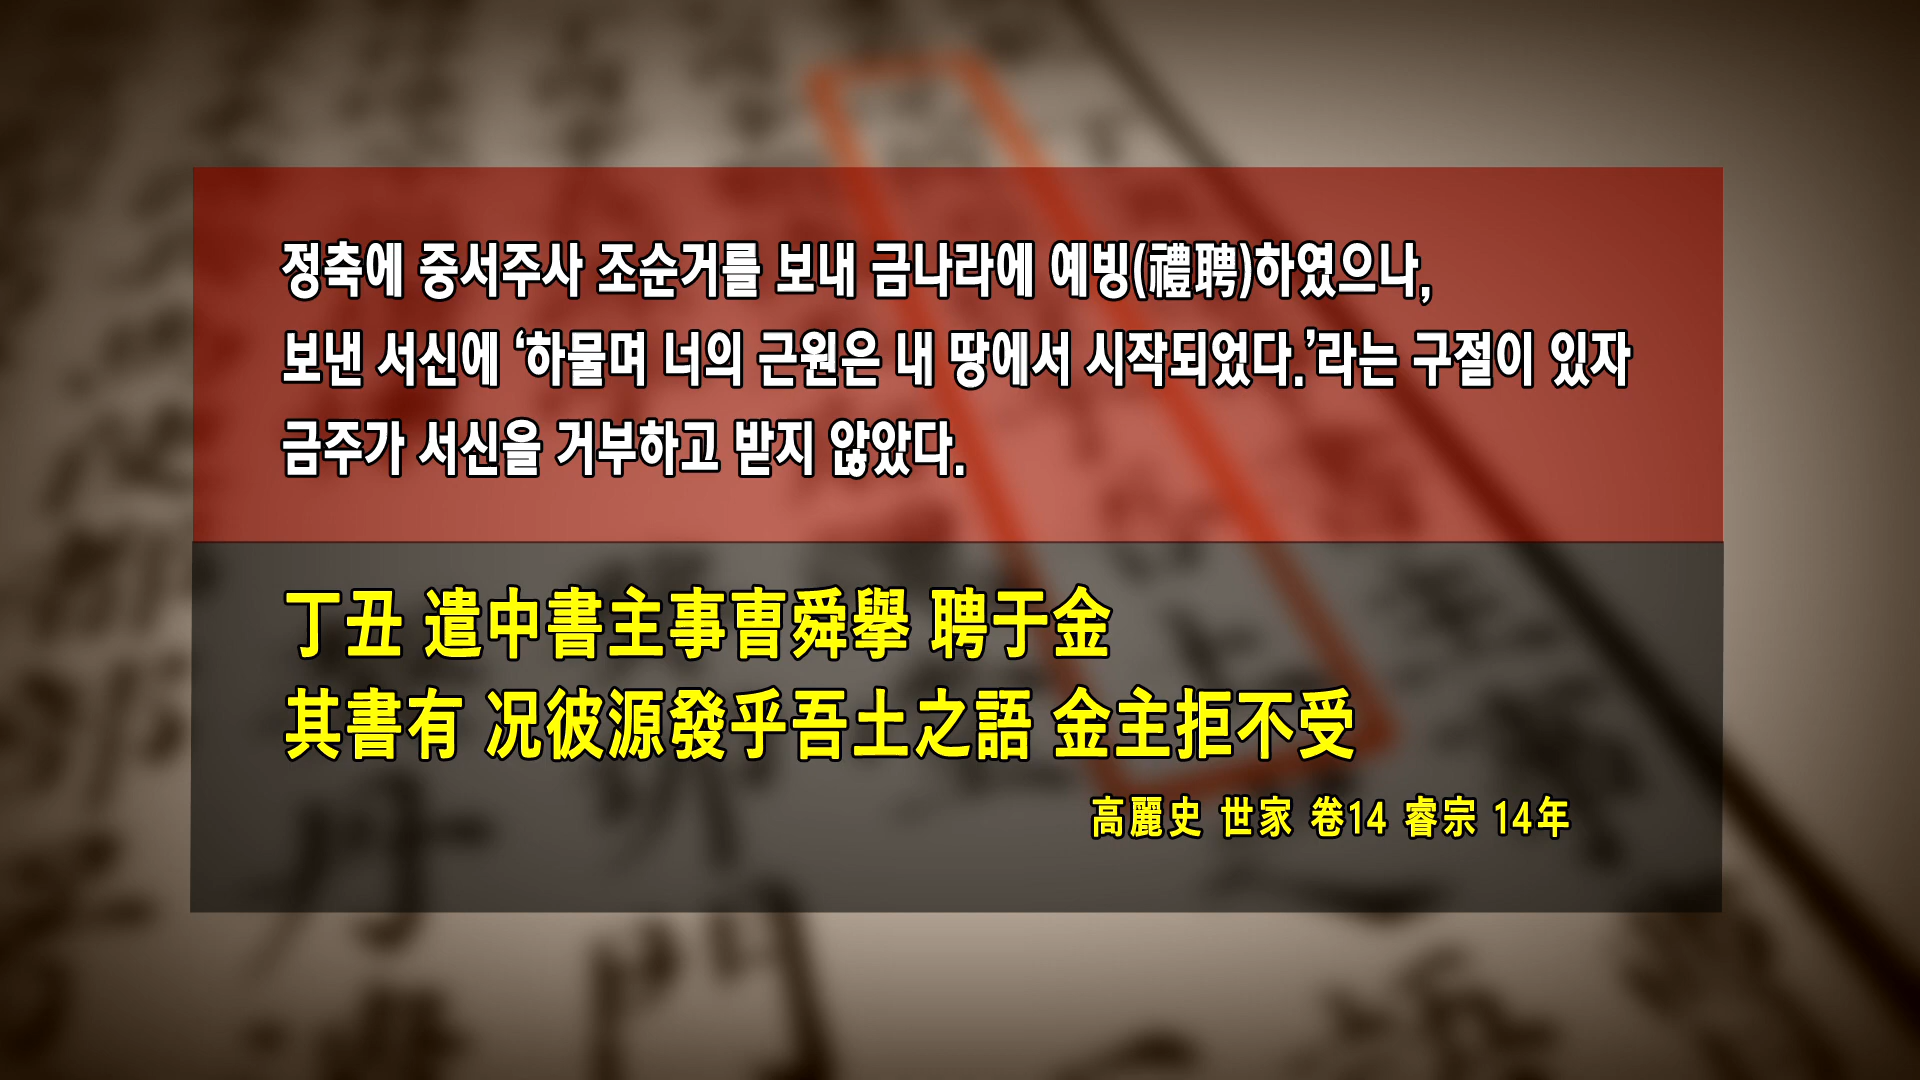 정축에 중서주사 조순거를 보내 금나라에 예빙(禮聘)하였으나,
보낸 서신에 ‘하물며 너의 근원은 내 땅에서 시작되었다.’라는 구절이 있자
금주가 서신을 거부하고 받지 않았다.
丁丑 遣中書主事曺舜擧 聘于金
其書有 况彼源發乎吾土之語 金主拒不受
高麗史 世家 卷14 睿宗 14年